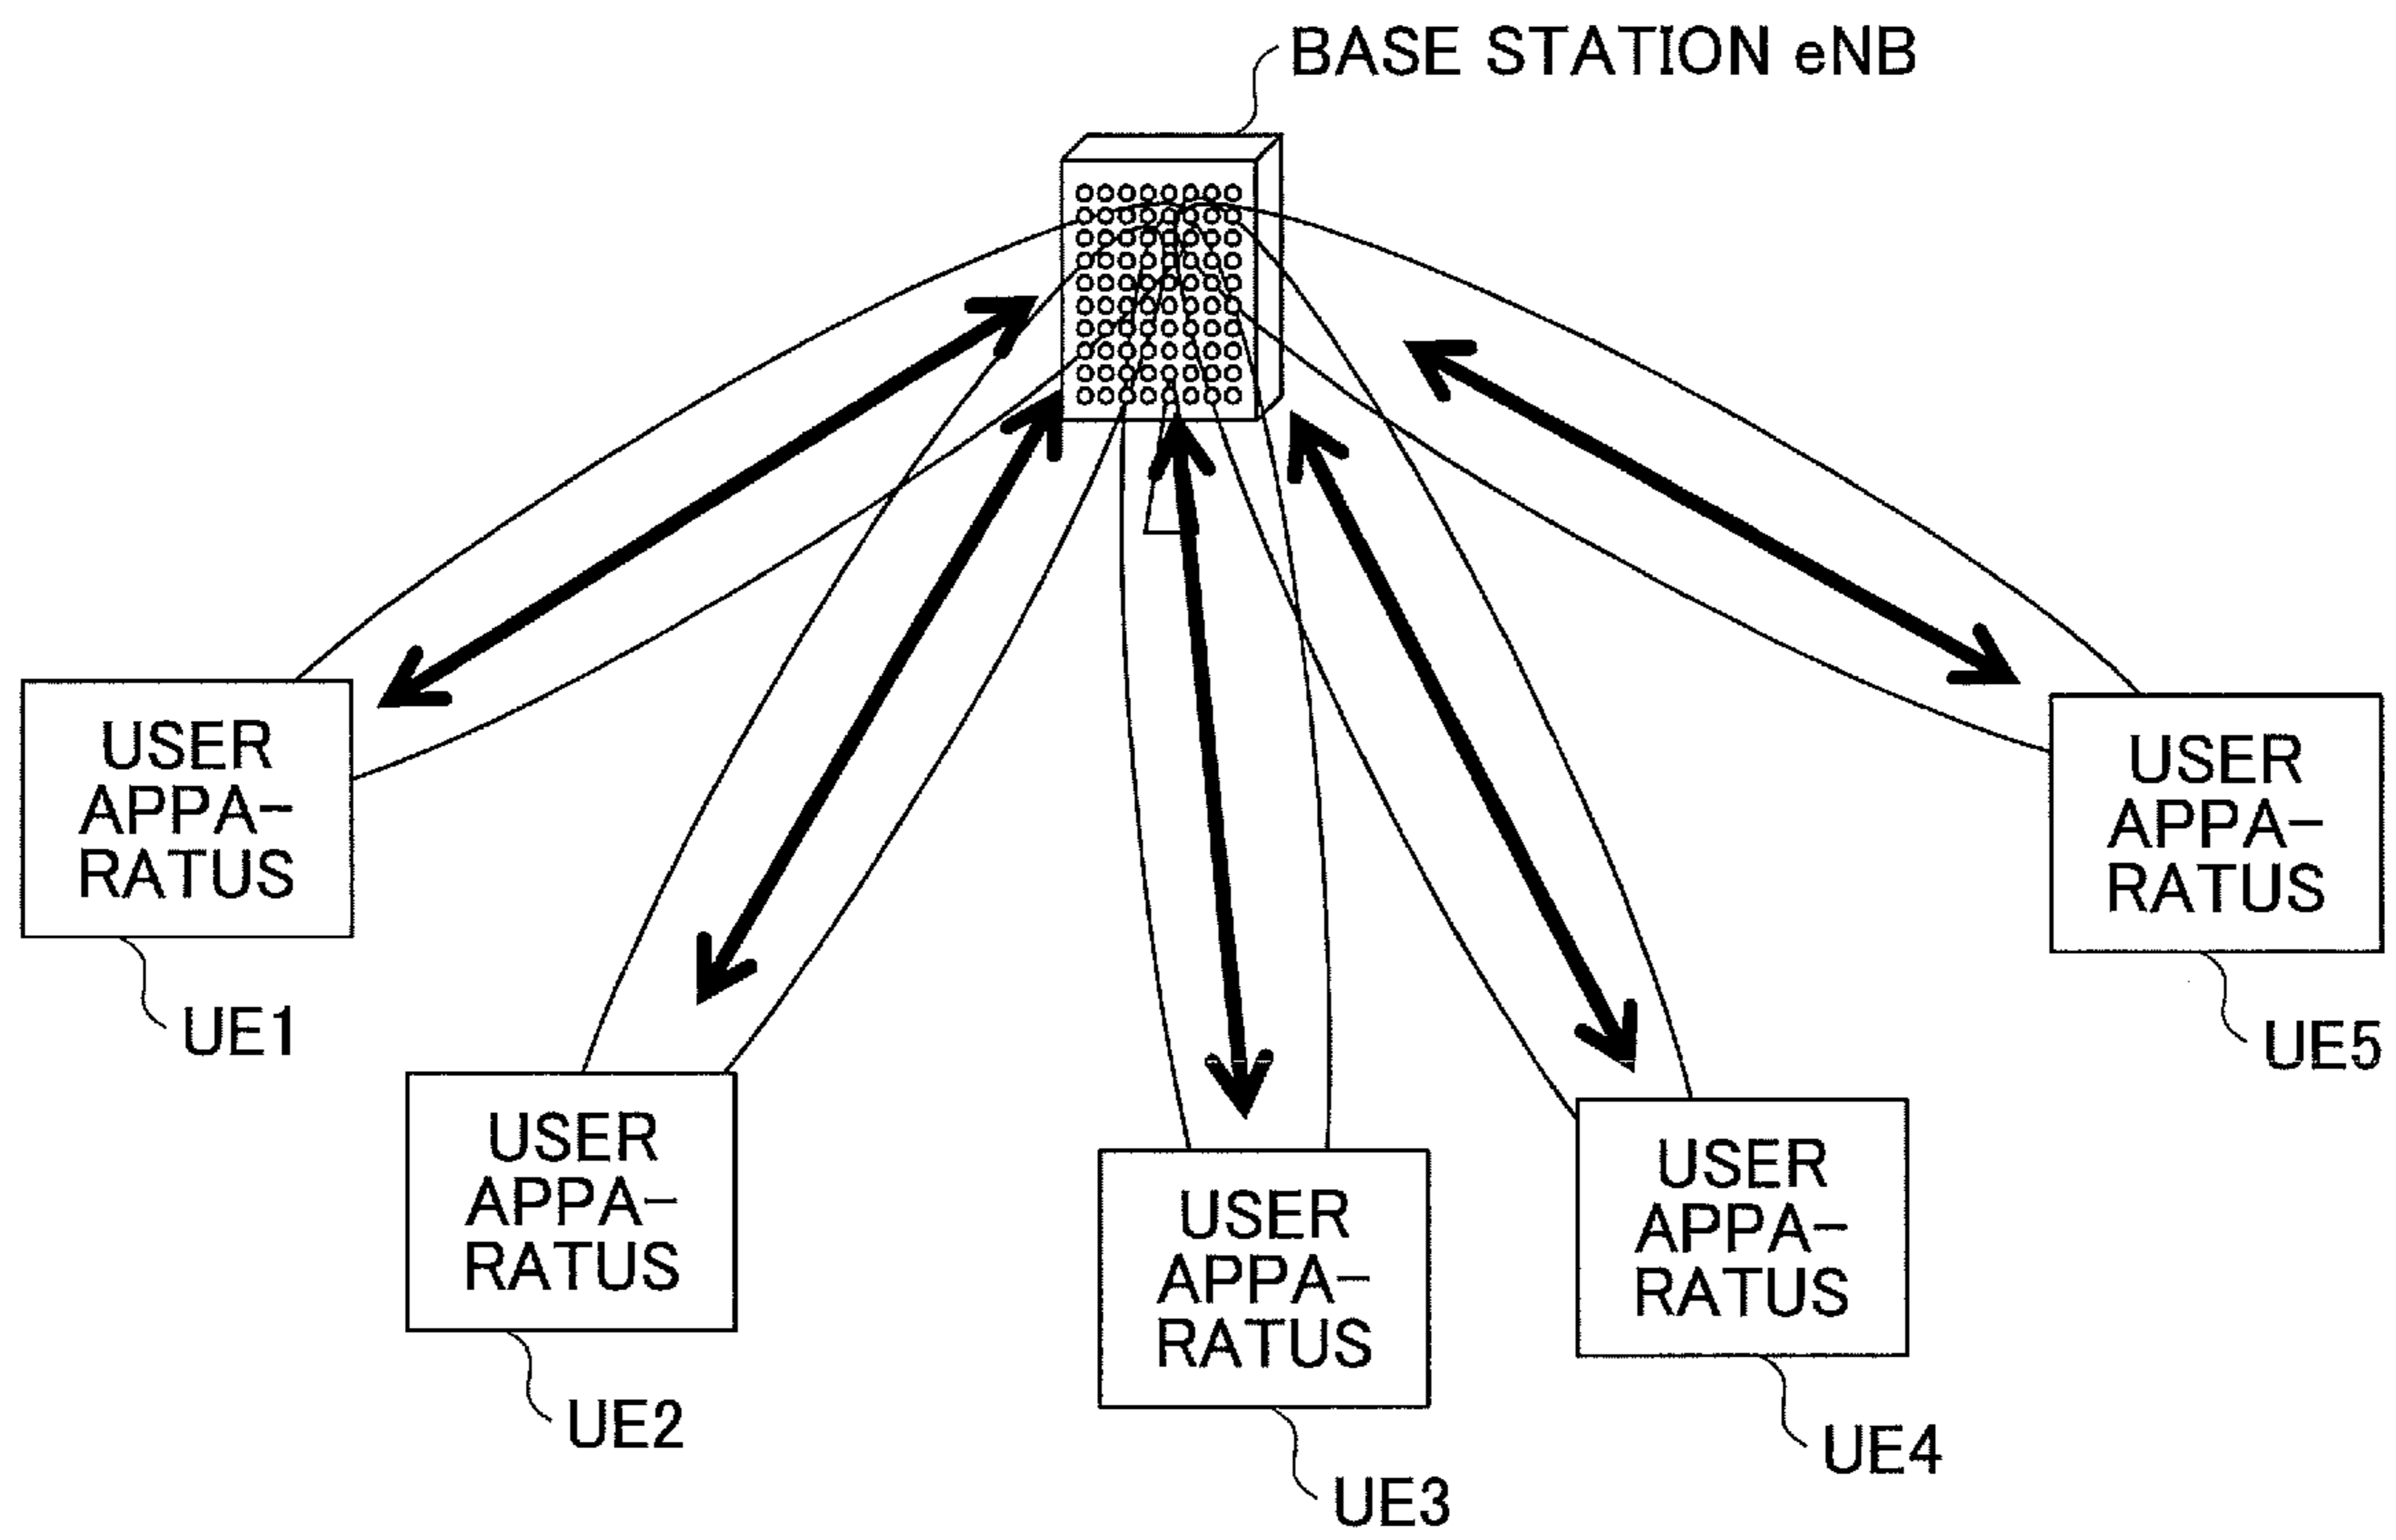 BASE STATION eNB
USER
APPA-
RATUS
UE1
USER
APPA-
RATUS
UE2
USER
APPA-
RATUS
UE3
USER
APPA-
RATUS
UE4
USER
APPA-
RATUS
UE5